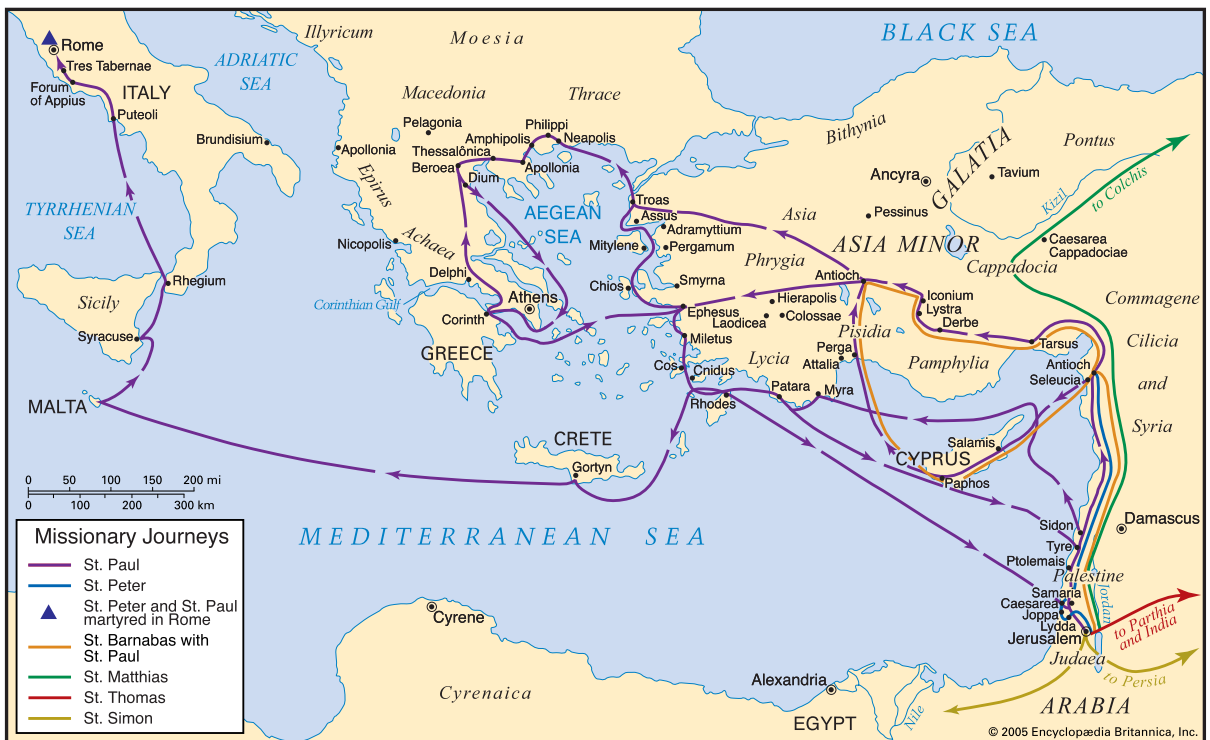 Illyricum
Moesia
BLACK SEA
Rome
Tres Tabernae
Forum
of Appius
ITALY
Puteoli
ADRIATIC
SEA
Brundisium
Macedonia
Thrace
Pelagonia
Philippi
Amphipolis
Neapolis
Thessalônica
Apollonia
Beroea
Apollonia
Dium
Epirus
Bithynia
Pontus
GALATIA
Ancyra
Tavium
Kizil
to Colchis
Pessinus
TYRRHENIAN
SEA
AEGEAN
SEA
Troas
Assus
Adramyttium
Mitylene
Pergamum
Asia
ASIA MINOR
Caesarea
Cappadociae
Cappadocia
Nicopolis
Achaea
Delphi
Phrygia
Antioch
Commagene
Rhegium
Sicily
Syracuse
Corinthian Gulf
Athens
Corinth
GREECE
Chios
Smyrna
Ephesus
Hierapolis
Laodicea
Colossae
Iconium
Lystra
Derbe
Miletus
Pisidia
Perga
Attalia
Pamphylia
Lycia
Tarsus
Cilicia
and
Syria
Antioch
Seleucia
Cos
Cnidus
Rhodes
Patara
Myra
MALTA
CRETE
Gortyn
Salamis
CYPRUS
Paphos
0 50 100 150 200 mi
0 100 200 300 km
MEDITERRANEAN SEA
Sidon
Damascus
Tyre
Ptolemais
Palestine
Samaria
Caesarea
Joppa
Jordan
Lydda
Jerusalem
Judaea
to Parthia
and India
to Persia
ARABIA
Missionary Journeys
St. Paul
St. Peter
St. Peter and St. Paul
martyred in Rome
St. Barnabas with
St. Paul
St. Matthias
St. Thomas
St. Simon
Cyrene
Cyrenaica
Alexandria
EGYPT
Nile
© 2005 Encyclopædia Britannica, Inc.